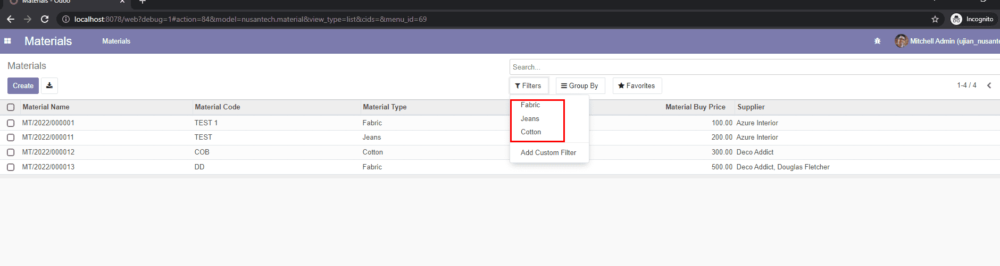 Materials - Odoo
localhost:8078/web?debug=1#action=84&model=nusantech.material&view_type=list&cids=&menu_id=69
Incognito
Materials
Materials
Mitchell Admin (ujian_nusante
Materials
Search...
Create
Filters
Group By
Favorites
1-4 / 4
Fabric
Jeans
Cotton
Add Custom Filter
Material Name Material Code Material Type Material Buy Price Supplier
MT/2022/000001 TEST 1 Fabric 100.00 Azure Interior
MT/2022/000011 TEST Jeans 200.00 Azure Interior
MT/2022/000012 COB Cotton 300.00 Deco Addict
MT/2022/000013 DD Fabric 500.00 Deco Addict, Douglas Fletcher